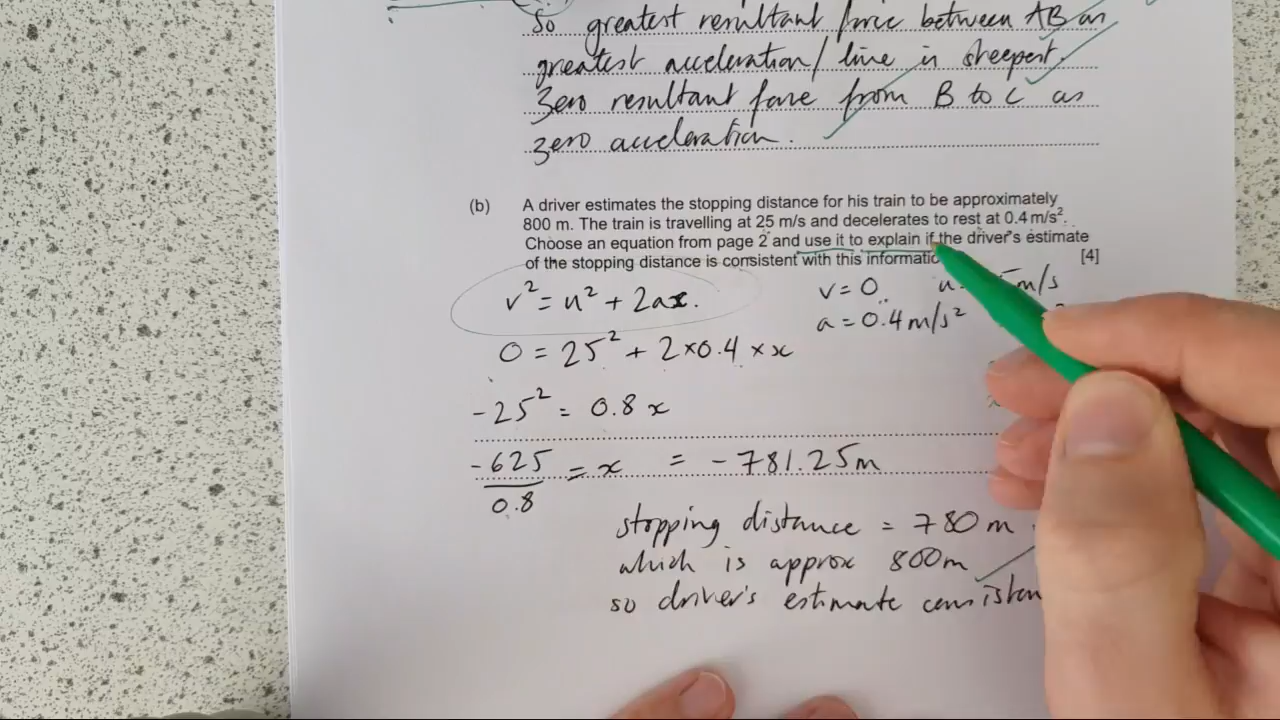 So greatest resultant force between AB as
greatest acceleration/ line is steepest.
Zero resultant force from B to C as
zero acceleration.
(b) A driver estimates the stopping distance for his train to be approximately
800 m. The train is travelling at 25 m/s and decelerates to rest at 0.4 m/s².
Choose an equation from page 2 and use it to explain if the driver's estimate
of the stopping distance is consistent with this
[4]
v² = u² + 2ax.
v = 0 u m/s
a = 0.4 m/s²
0 = 25² + 2×0.4 × x
-25² = 0.8 x
-625/0.8 = x = -781.25m
stopping distance = 780 m
which is approx 800m
so driver's estimate